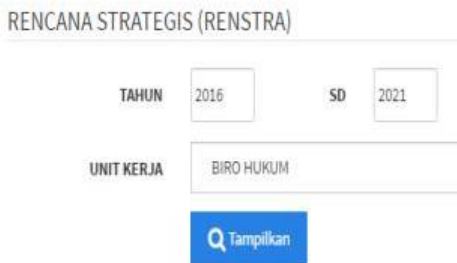 RENCANA STRATEGIS (RENSTRA)
TAHUN 2016 SD 2021
UNIT KERJA BIRO HUKUM
Tampilkan